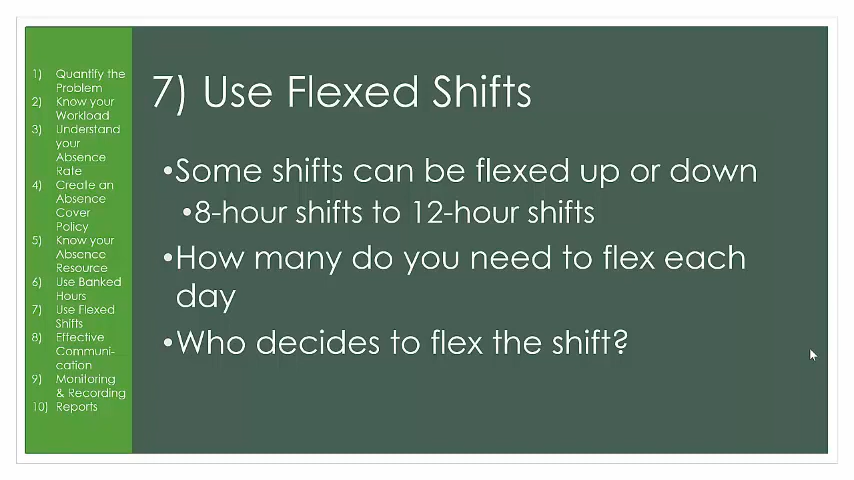 1) Quantify the
Problem
2) Know your
Workload
3) Understand
your
Absence
Rate
4) Create an
Absence
Cover
Policy
5) Know your
Absence
Resource
6) Use Banked
Hours
7) Use Flexed
Shifts
8) Effective
Communi-
cation
9) Monitoring
& Recording
10) Reports
7) Use Flexed Shifts
•Some shifts can be flexed up or down
•8-hour shifts to 12-hour shifts
•How many do you need to flex each
day
•Who decides to flex the shift?